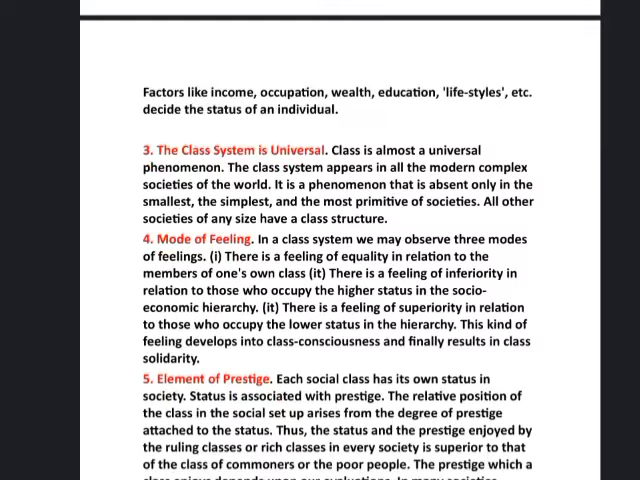 Factors like income, occupation, wealth, education, 'life-styles', etc.
decide the status of an individual.
3. The Class System is Universal. Class is almost a universal
phenomenon. The class system appears in all the modern complex
societies of the world. It is a phenomenon that is absent only in the
smallest, the simplest, and the most primitive of societies. All other
societies of any size have a class structure.
4. Mode of Feeling. In a class system we may observe three modes
of feelings. (i) There is a feeling of equality in relation to the
members of one's own class (it) There is a feeling of inferiority in
relation to those who occupy the higher status in the socio-
economic hierarchy. (it) There is a feeling of superiority in relation
to those who occupy the lower status in the hierarchy. This kind of
feeling develops into class-consciousness and finally results in class
solidarity.
5. Element of Prestige. Each social class has its own status in
society. Status is associated with prestige. The relative position of
the class in the social set up arises from the degree of prestige
attached to the status. Thus, the status and the prestige enjoyed by
the ruling classes or rich classes in every society is superior to that
of the class of commoners or the poor people. The prestige which a
class enjoys depends upon our evaluations. In many societies